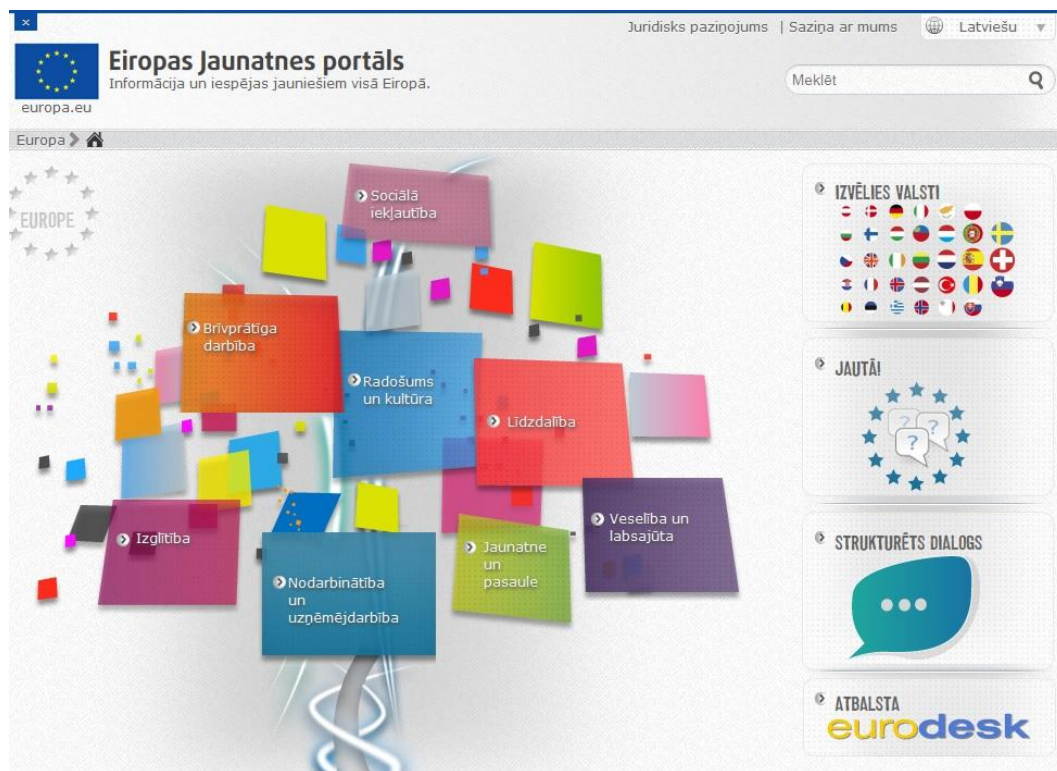 x
Juridisks paziņojums | Saziņa ar mums
Latviešu
Eiropas Jaunatnes portāls
Informācija un iespējas jauniešiem visā Eiropā.
europa.eu
Meklēt
Europa
EUROPE
Sociālā
iekļautība
Brīvprātīga
darbība
Radošums
un kultūra
Līdzdalība
Izglītība
Nodarbinātība
un
uzņēmējdarbība
Jaunatne
un
pasaule
Veselība un
labsajūta
IZVĒLIES VALSTI
JAUTĀ!
? ? ?
STRUKTURĒTS DIALOGS
ATBALSTA
eurodesk